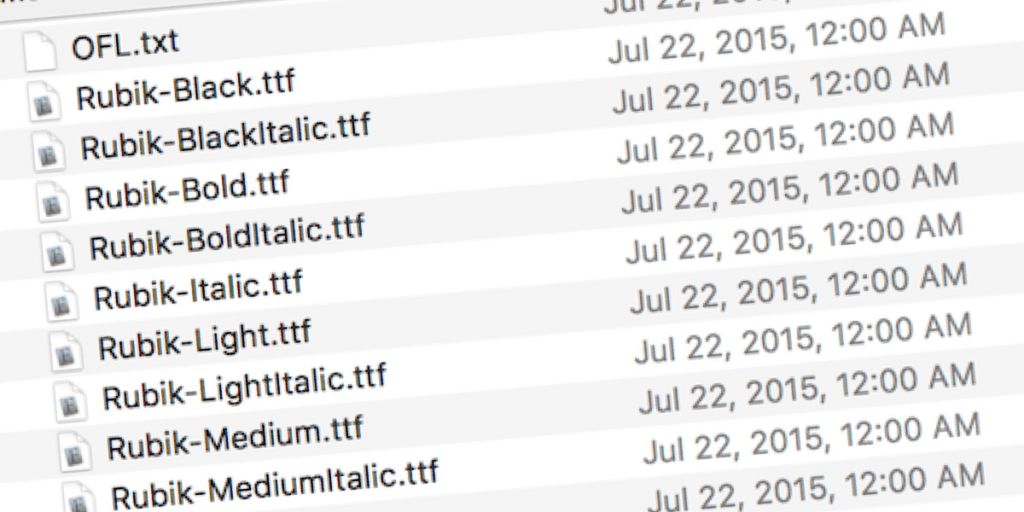 OFL.txt Jul 22,
Rubik-Black.ttf Jul 22, 2015, 12:00 AM
Rubik-BlackItalic.ttf Jul 22, 2015, 12:00 AM
Rubik-Bold.ttf Jul 22, 2015, 12:00 AM
Rubik-BoldItalic.ttf Jul 22, 2015, 12:00 AM
Rubik-Italic.ttf Jul 22, 2015, 12:00 AM
Rubik-Light.ttf Jul 22, 2015, 12:00 AM
Rubik-LightItalic.ttf Jul 22, 2015, 12:00 AM
Rubik-Medium.ttf Jul 22, 2015, 12:00 AM
Rubik-MediumItalic.ttf Jul 22, 2015, 12:00 AM
Jul 22, 2015, 12:00 AM